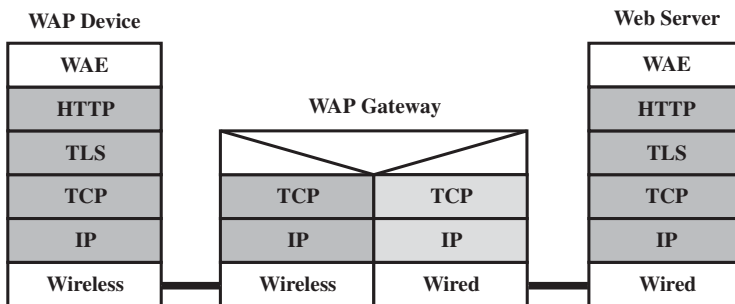 WAP Device
WAE
HTTP
TLS
TCP
IP
Wireless
WAP Gateway
TCP TCP
IP IP
Wireless Wired
Web Server
WAE
HTTP
TLS
TCP
IP
Wired